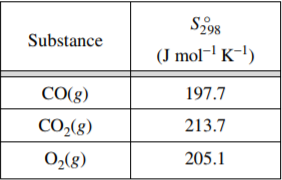 Substance S°298 (J mol⁻¹ K⁻¹)
CO(g) 197.7
CO₂(g) 213.7
O₂(g) 205.1